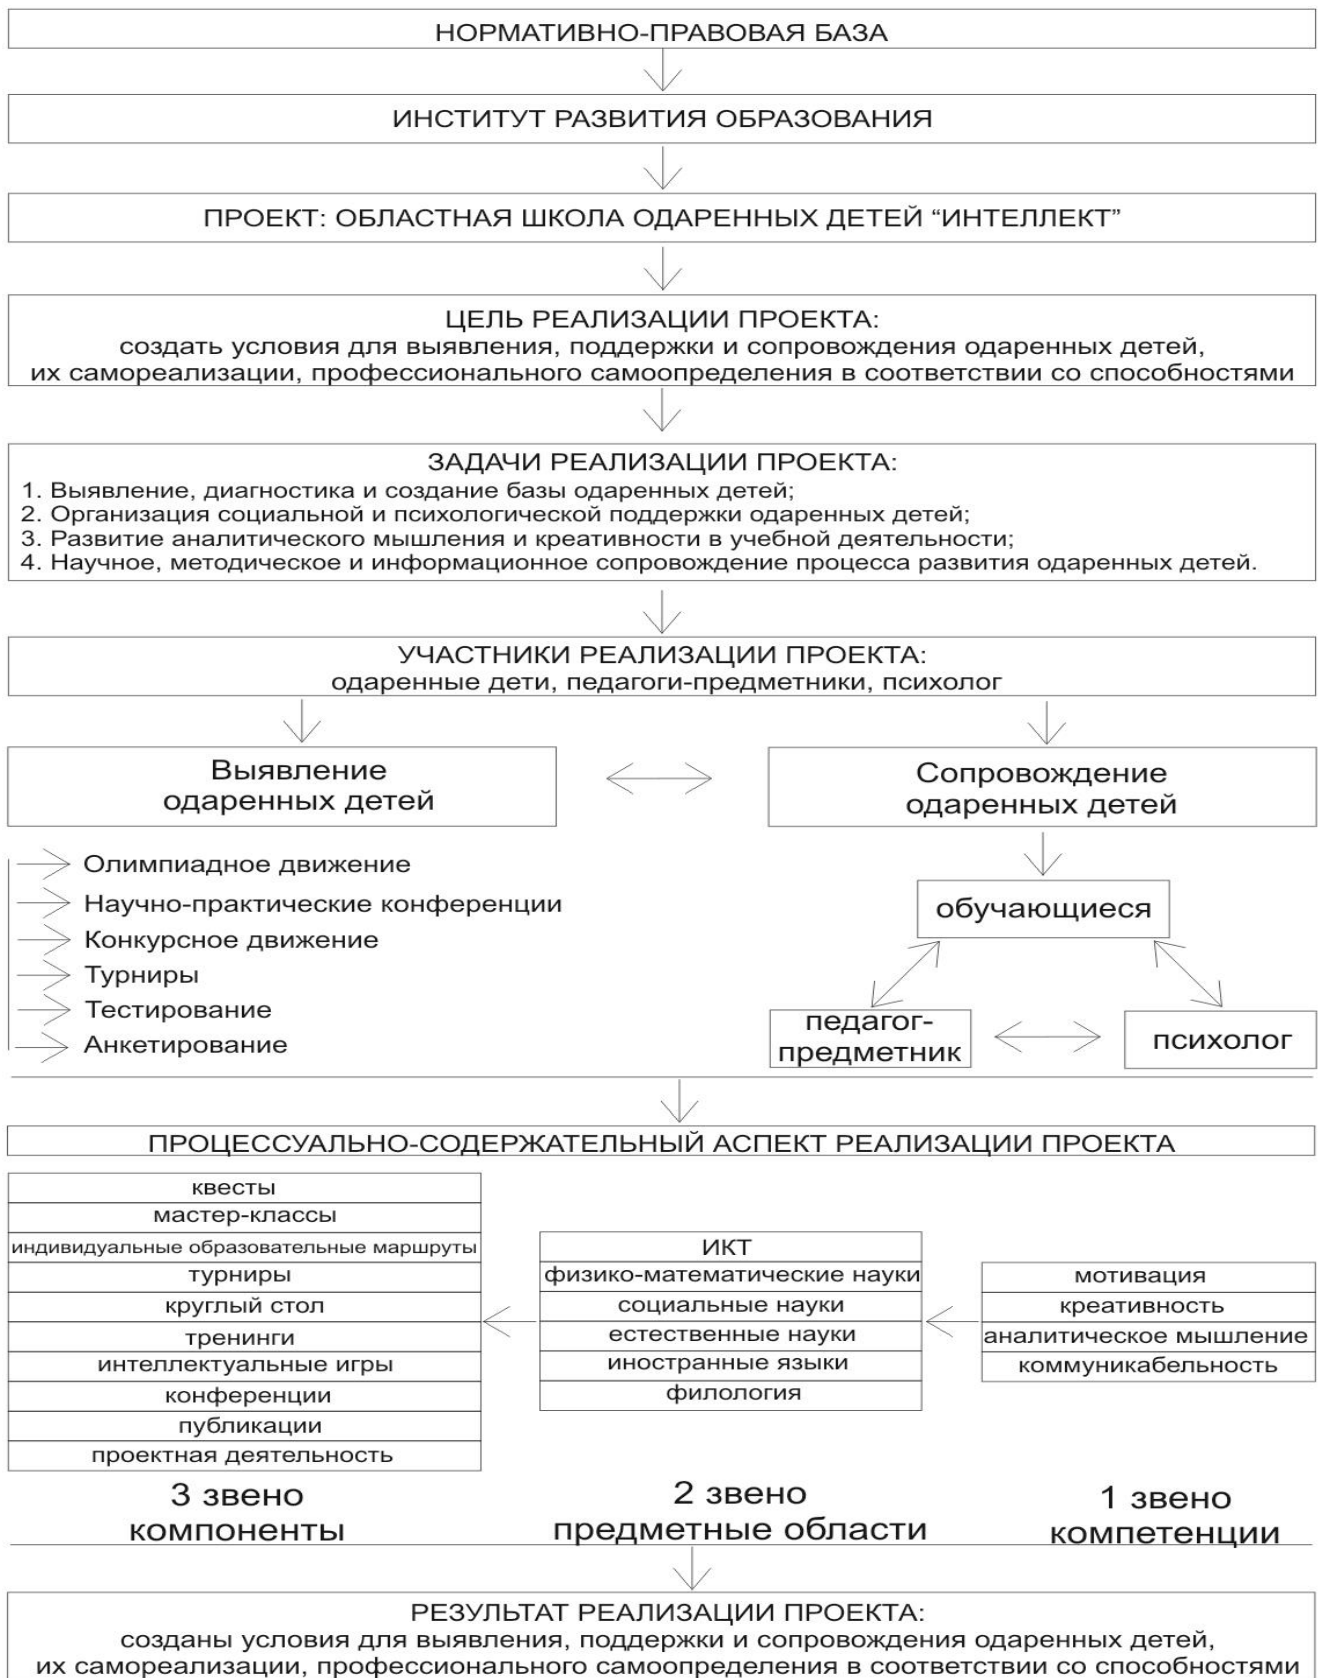 НОРМАТИВНО-ПРАВОВАЯ БАЗА
ИНСТИТУТ РАЗВИТИЯ ОБРАЗОВАНИЯ
ПРОЕКТ: ОБЛАСТНАЯ ШКОЛА ОДАРЕННЫХ ДЕТЕЙ “ИНТЕЛЛЕКТ”
ЦЕЛЬ РЕАЛИЗАЦИИ ПРОЕКТА:
создать условия для выявления, поддержки и сопровождения одаренных детей,
их самореализации, профессионального самоопределения в соответствии со способностями
ЗАДАЧИ РЕАЛИЗАЦИИ ПРОЕКТА:
1. Выявление, диагностика и создание базы одаренных детей;
2. Организация социальной и психологической поддержки одаренных детей;
3. Развитие аналитического мышления и креативности в учебной деятельности;
4. Научное, методическое и информационное сопровождение процесса развития одаренных детей.
УЧАСТНИКИ РЕАЛИЗАЦИИ ПРОЕКТА:
одаренные дети, педагоги-предметники, психолог
Выявление
одаренных детей
Сопровождение
одаренных детей
Олимпиадное движение
Научно-практические конференции
Конкурсное движение
Турниры
Тестирование
Анкетирование
обучающиеся
педагог-
предметник
психолог
ПРОЦЕССУАЛЬНО-СОДЕРЖАТЕЛЬНЫЙ АСПЕКТ РЕАЛИЗАЦИИ ПРОЕКТА
квесты
мастер-классы
индивидуальные образовательные маршруты
турниры
круглый стол
тренинги
интеллектуальные игры
конференции
публикации
проектная деятельность
3 звено
компоненты
ИКТ
физико-математические науки
социальные науки
естественные науки
иностранные языки
филология
2 звено
предметные области
мотивация
креативность
аналитическое мышление
коммуникабельность
1 звено
компетенции
РЕЗУЛЬТАТ РЕАЛИЗАЦИИ ПРОЕКТА:
созданы условия для выявления, поддержки и сопровождения одаренных детей,
их самореализации, профессионального самоопределения в соответствии со способностями